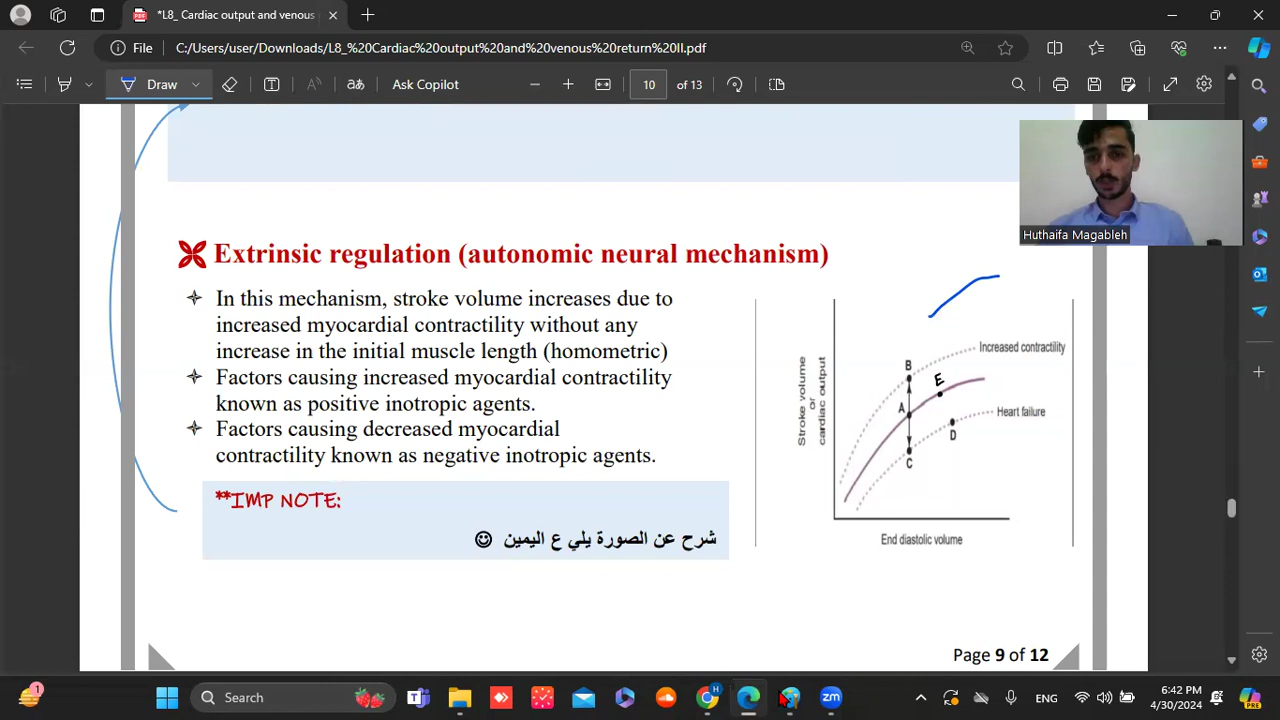 *L8_ Cardiac output and venous
File C:/Users/user/Downloads/L8_%20Cardiac%20output%20and%20venous%20return%20II.pdf
Draw Ask Copilot 10 of 13
Huthaifa Magableh
Extrinsic regulation (autonomic neural mechanism)
In this mechanism, stroke volume increases due to
increased myocardial contractility without any
increase in the initial muscle length (homometric)
Factors causing increased myocardial contractility
known as positive inotropic agents.
Factors causing decreased myocardial
contractility known as negative inotropic agents.
**IMP NOTE:
شرح عن الصورة يلي ع اليمين
Stroke volume
or
cardiac output
Increased contractility
B
E
A
Heart failure
D
C
End diastolic volume
Page 9 of 12
1
Search
H
zm
ENG
6:42 PM
4/30/2024
PRE